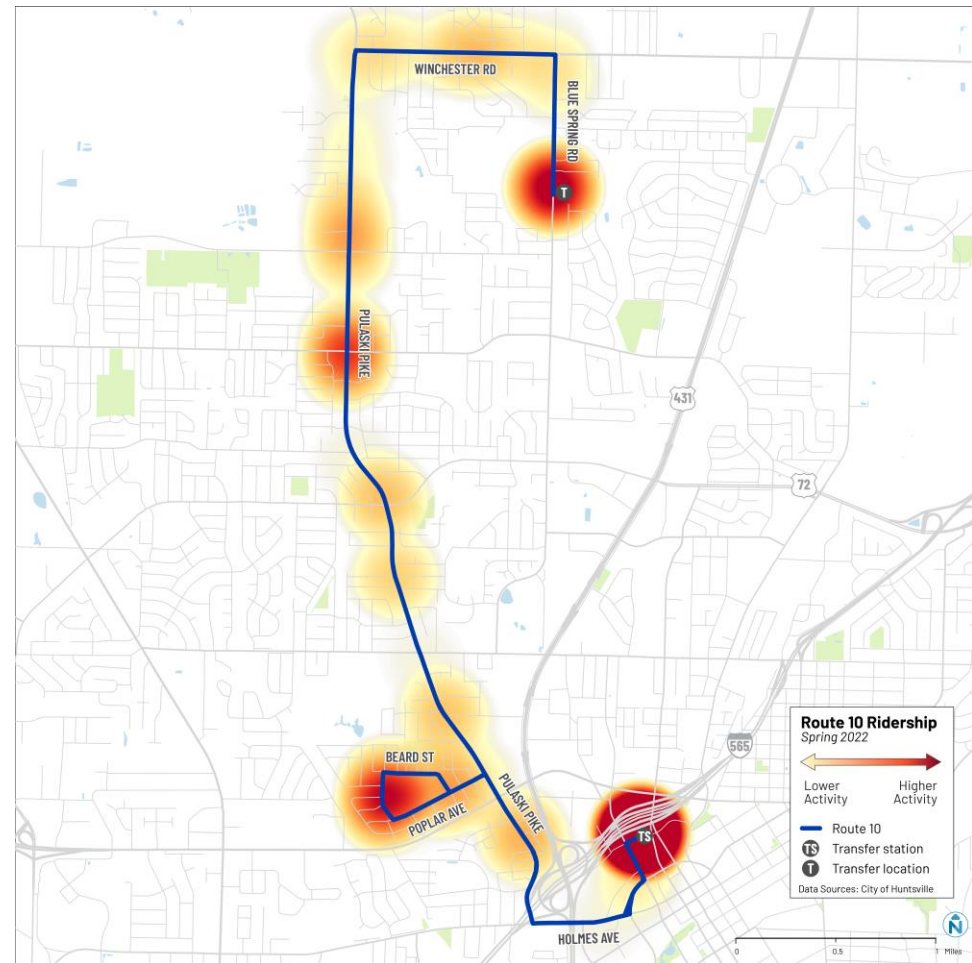 WINCHESTER RD
BLUE SPRING RD
T
PULASKI PIKE
431
72
565
BEARD ST
POPLAR AVE
PULASKI PIKE
TS
HOLMES AVE
Route 10 Ridership
Spring 2022
Lower Activity
Higher Activity
Route 10
TS Transfer station
T Transfer location
Data Sources: City of Huntsville
N
0 0.5 1 Miles